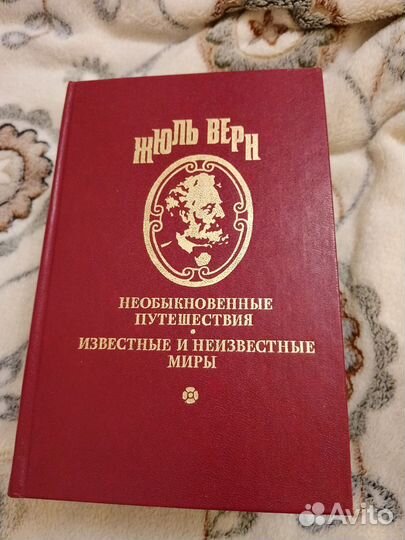 ЖЮЛЬ ВЕРН
НЕОБЫКНОВЕННЫЕ
ПУТЕШЕСТВИЯ
•
ИЗВЕСТНЫЕ И НЕИЗВЕСТНЫЕ
МИРЫ
Avito